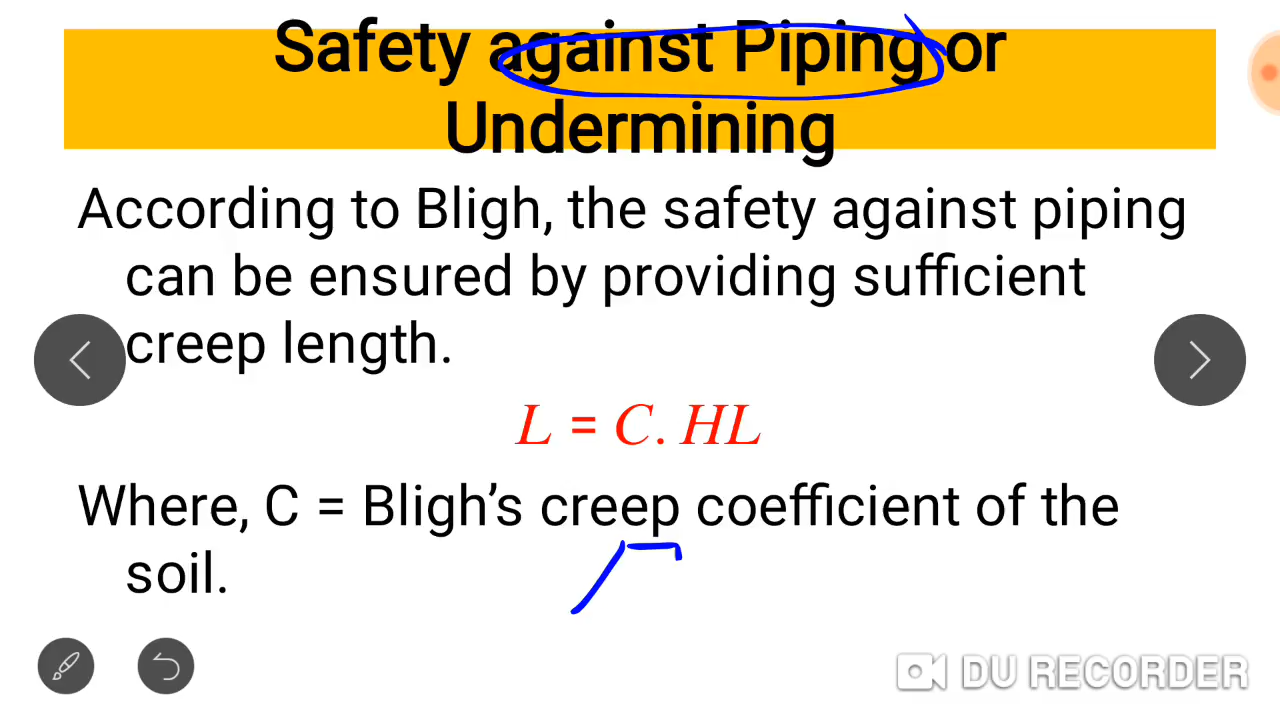 Safety against Piping or
Undermining
According to Bligh, the safety against piping
can be ensured by providing sufficient
creep length.
L = C. HL
Where, C = Bligh’s creep coefficient of the
soil.
DU RECORDER